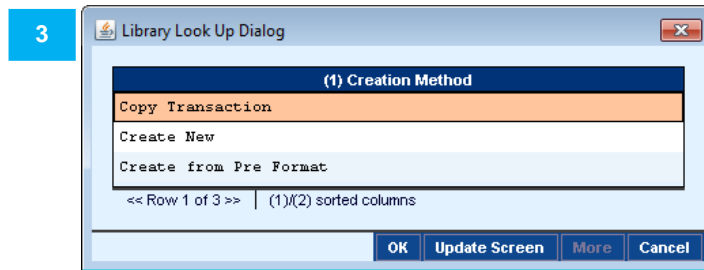 3
Library Look Up Dialog
(1) Creation Method
Copy Transaction
Create New
Create from Pre Format
<< Row 1 of 3 >> | (1)/(2) sorted columns
OK Update Screen More Cancel